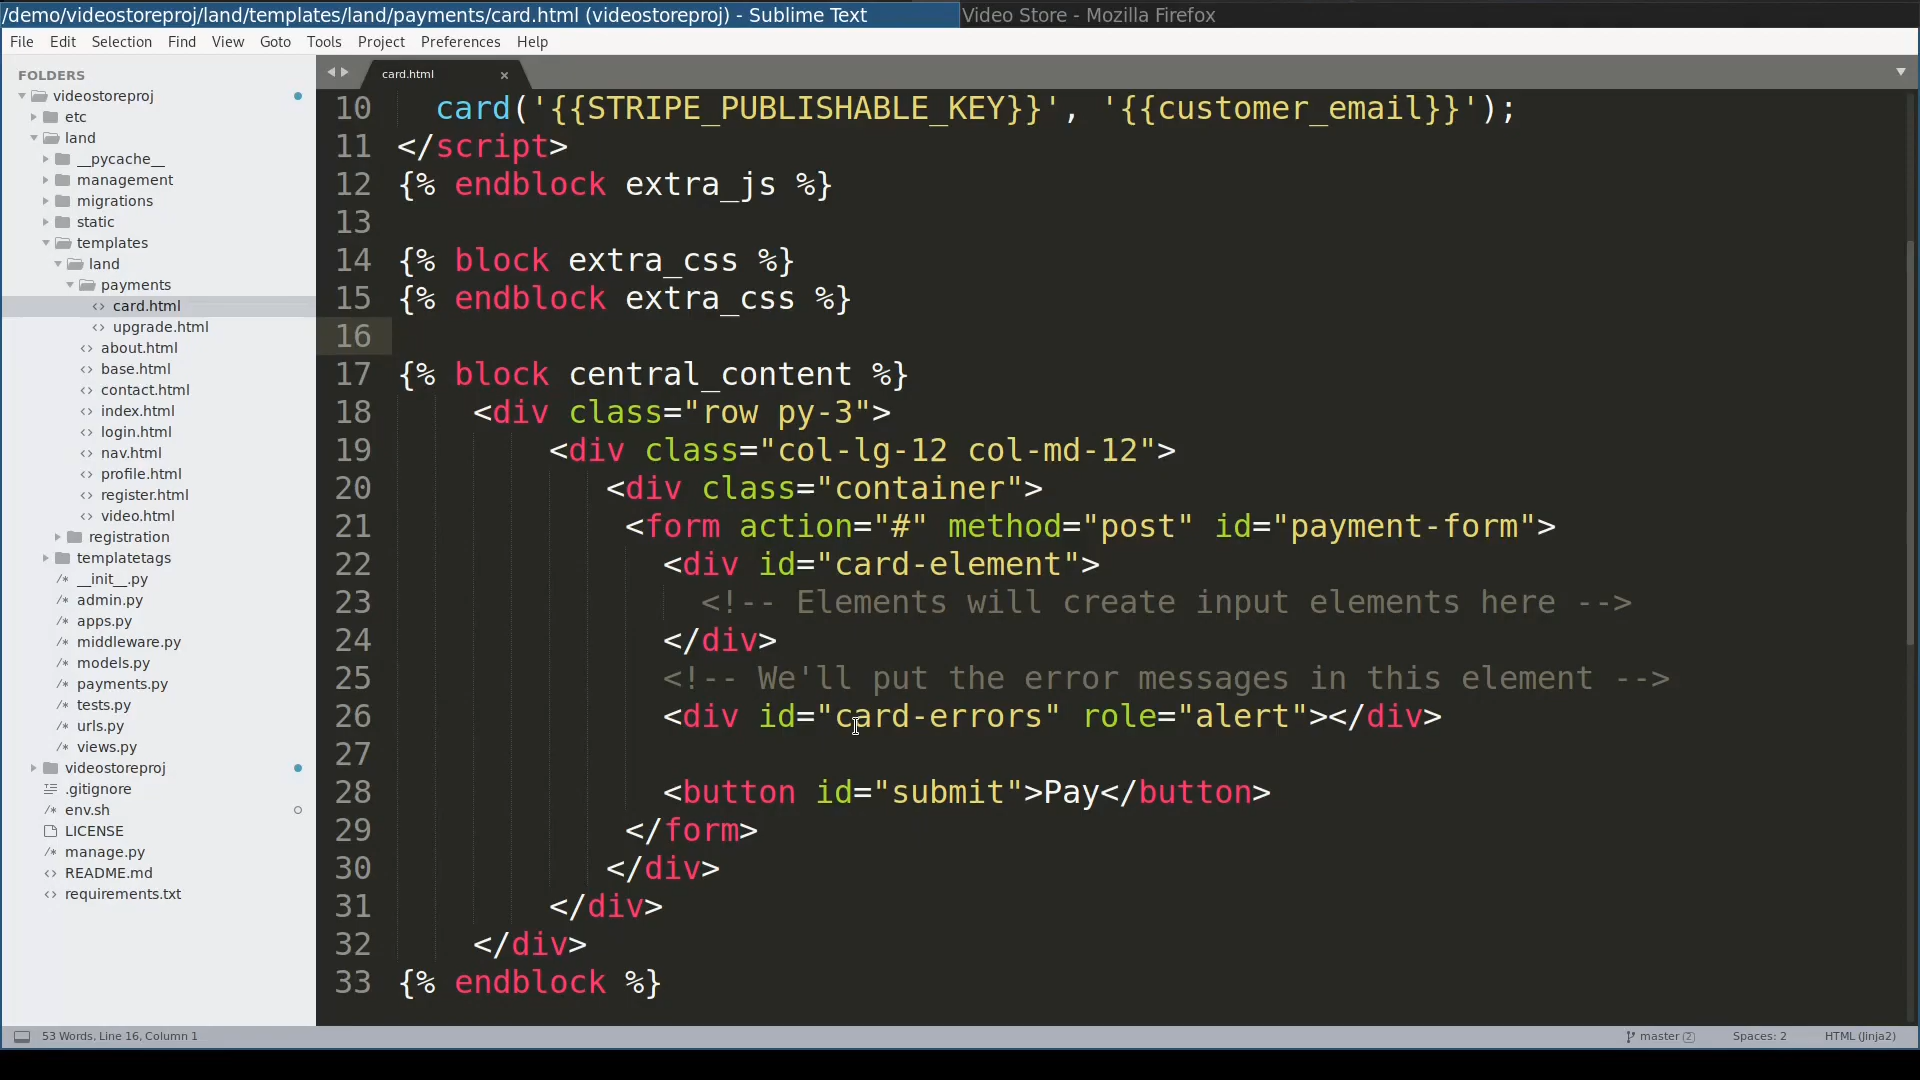 /demo/videostoreproj/land/templates/land/payments/card.html (videostoreproj) - Sublime Text
Video Store - Mozilla Firefox
File Edit Selection Find View Goto Tools Project Preferences Help
FOLDERS
videostoreproj
etc
land
__pycache__
management
migrations
static
templates
land
payments
card.html
upgrade.html
about.html
base.html
contact.html
index.html
login.html
nav.html
profile.html
register.html
video.html
registration
templatetags
__init__.py
admin.py
apps.py
middleware.py
models.py
payments.py
tests.py
urls.py
views.py
videostoreproj
.gitignore
env.sh
LICENSE
manage.py
README.md
requirements.txt
card.html
10 card('{{STRIPE_PUBLISHABLE_KEY}}', '{{customer_email}}');
11 </script>
12 {% endblock extra_js %}
13
14 {% block extra_css %}
15 {% endblock extra_css %}
16
17 {% block central_content %}
18 <div class="row py-3">
19 <div class="col-lg-12 col-md-12">
20 <div class="container">
21 <form action="#" method="post" id="payment-form">
22 <div id="card-element">
23 <!-- Elements will create input elements here -->
24 </div>
25 <!-- We'll put the error messages in this element -->
26 <div id="card-errors" role="alert"></div>
27
28 <button id="submit">Pay</button>
29 </form>
30 </div>
31 </div>
32 </div>
33 {% endblock %}
53 Words, Line 16, Column 1
master 2
Spaces: 2
HTML (Jinja2)